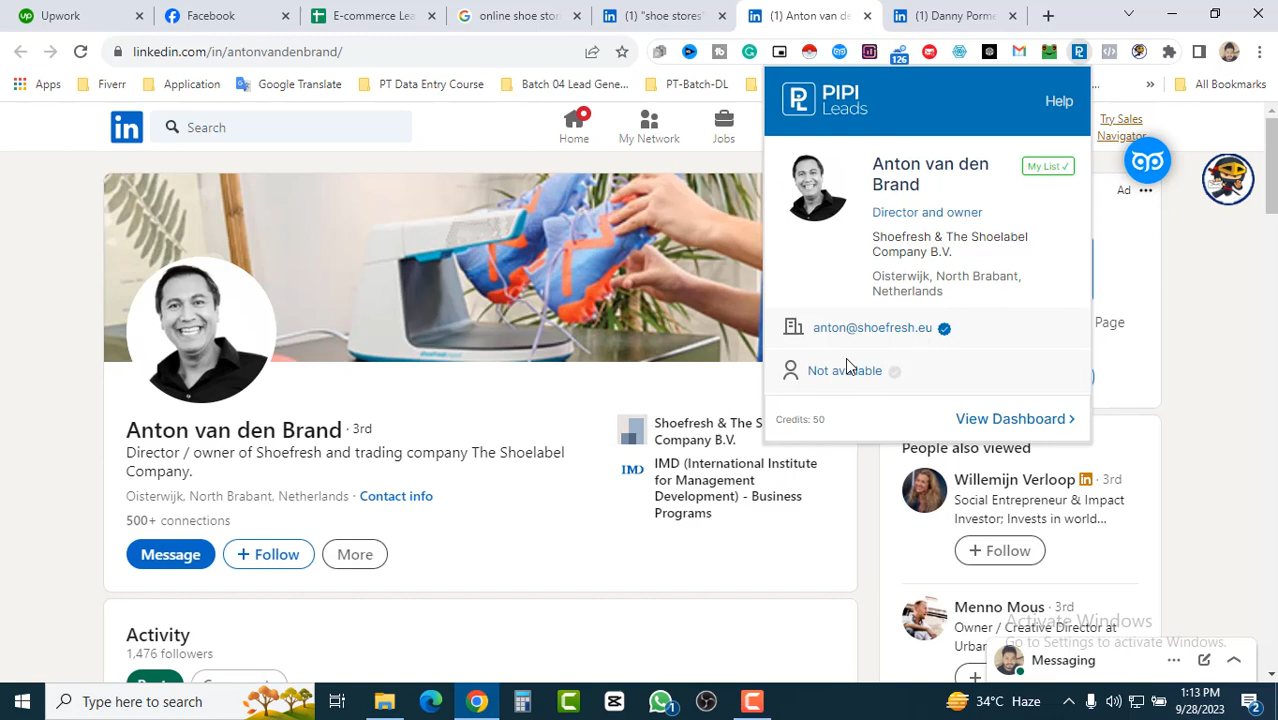 Upwork
Facebook
E-commerce Lea
online shoe stor
(1) "shoe stores"
(1) Anton van de
(1) Danny Porme
linkedin.com/in/antonvandenbrand/
126
Apps
Fiverr
Application
Google Translate
PT Data Entry Course
Batch 04 Lead Gener
PT-Batch-DL
»
All Bookmarks
in
Search
Home
My Network
Jobs
Try Sales
Navigator
Ad
PIPI
Leads
Help
Anton van den
Brand
My List ✓
Director and owner
Shoefresh & The Shoelabel
Company B.V.
Oisterwijk, North Brabant,
Netherlands
anton@shoefresh.eu
Not available
Credits: 50
View Dashboard
Page
Anton van den Brand · 3rd
Director / owner of Shoefresh and trading company The Shoelabel
Company.
Oisterwijk, North Brabant, Netherlands · Contact info
500+ connections
Message
+ Follow
More
Shoefresh & The S
Company B.V.
IMD
IMD (International Institute
for Management
Development) - Business
Programs
People also viewed
Willemijn Verloop · 3rd
Social Entrepreneur & Impact
Investor; Invests in world...
+ Follow
Menno Mous · 3rd
Owner / Creative Director at
Urban
Activate Windows
Go to Settings to activate Windows.
Activity
1,476 followers
Messaging
Type here to search
1
34°C Haze
1:13 PM
9/28/2023
2